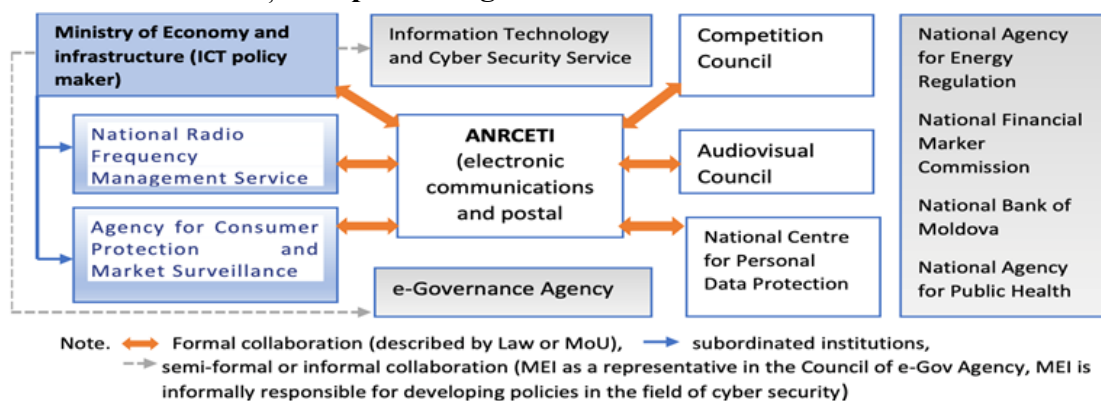 Ministry of Economy and
infrastructure (ICT policy
maker)
Information Technology
and Cyber Security Service
Competition
Council
National Agency
for Energy
Regulation
National Financial
Marker
Commission
National Bank of
Moldova
National Agency
for Public Health
National Radio
Frequency
Management Service
ANRCETI
(electronic
communications
and postal
Audiovisual
Council
Agency for Consumer
Protection and
Market Surveillance
e-Governance Agency
National Centre
for Personal
Data Protection
Note. Formal collaboration (described by Law or MoU), subordinated institutions,
semi-formal or informal collaboration (MEI as a representative in the Council of e-Gov Agency, MEI is
informally responsible for developing policies in the field of cyber security)